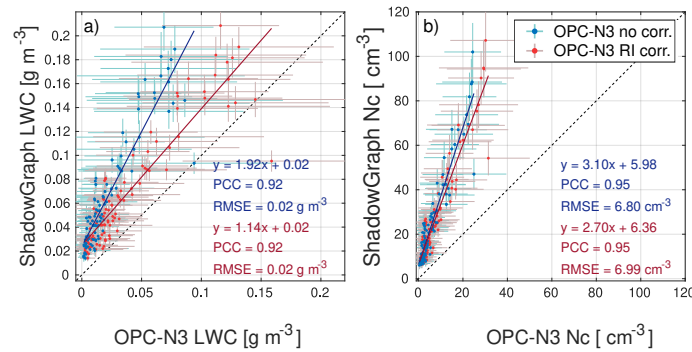 a)
ShadowGraph LWC [g m⁻³]
0.2
0.18
0.16
0.14
0.12
0.1
0.08
0.06
0.04
0.02
0
y = 1.92x + 0.02
PCC = 0.92
RMSE = 0.02 g m⁻³
y = 1.14x + 0.02
PCC = 0.92
RMSE = 0.02 g m⁻³
0 0.05 0.1 0.15 0.2
OPC-N3 LWC [g m⁻³]
b)
OPC-N3 no corr.
OPC-N3 RI corr.
ShadowGraph Nc [ cm⁻³]
120
100
80
60
40
20
0
y = 3.10x + 5.98
PCC = 0.95
RMSE = 6.80 cm⁻³
y = 2.70x + 6.36
PCC = 0.95
RMSE = 6.99 cm⁻³
0 20 40 60 80 100 120
OPC-N3 Nc [ cm⁻³]